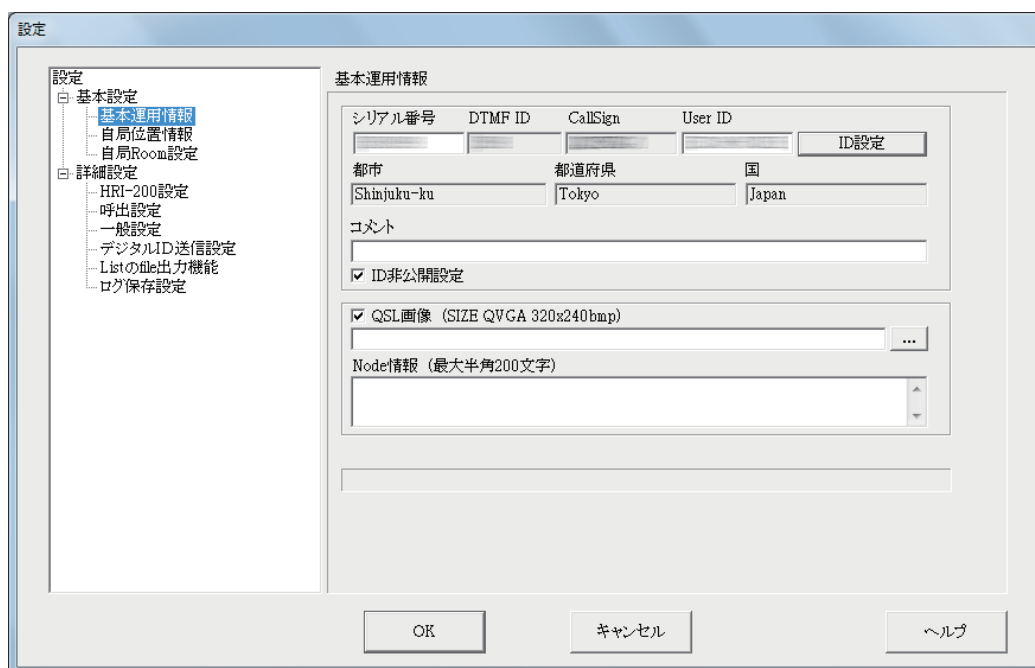 設定
設定
基本設定
基本運用情報
自局位置情報
自局Room設定
詳細設定
HRI-200設定
呼出設定
一般設定
デジタルID送信設定
Listのfile出力機能
ログ保存設定
基本運用情報
シリアル番号 DTMF ID CallSign User ID
ID設定
都市 都道府県 国
Shinjuku-ku Tokyo Japan
コメント
ID非公開設定
QSL画像 (SIZE QVGA 320x240bmp)
...
Node情報 (最大半角200文字)
OK キャンセル ヘルプ